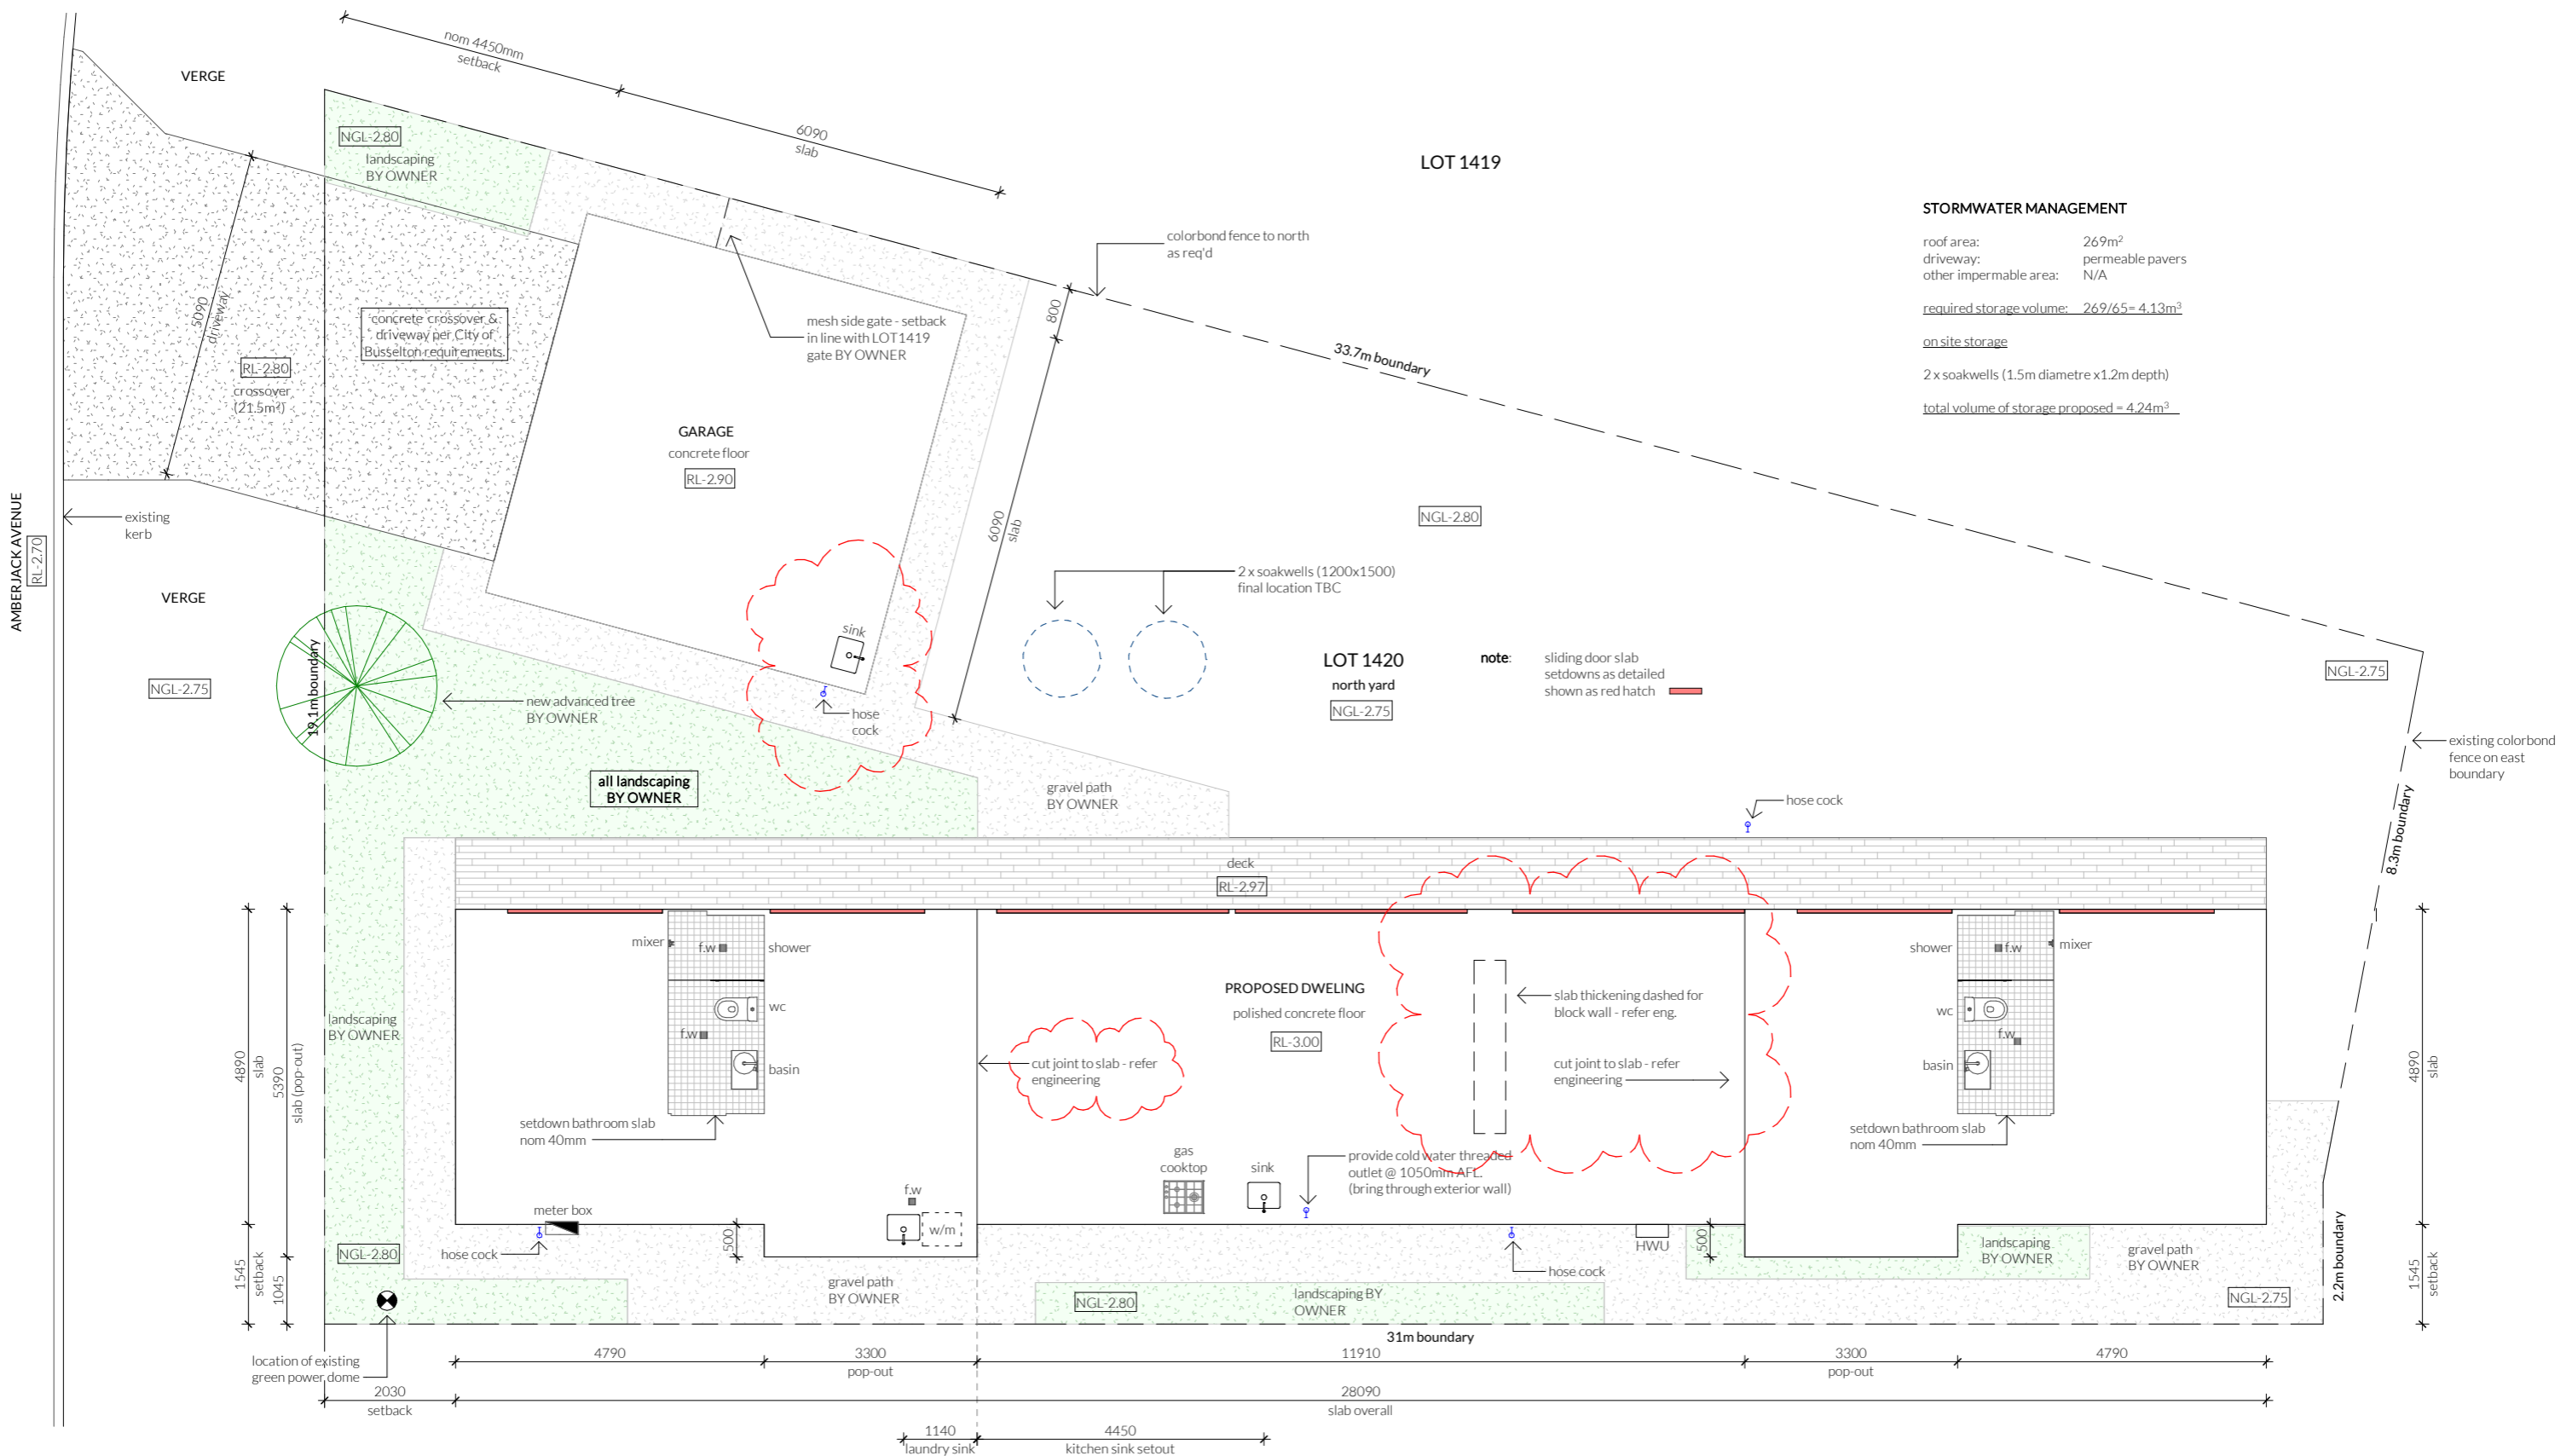 VERGE
nom 4450mm
setback
6090
slab
NGL-2.80
landscaping
BY OWNER
LOT 1419
STORMWATER MANAGEMENT
roof area: 269m²
driveway: permeable pavers
other impermable area: N/A
required storage volume: 269/65= 4.13m³
on site storage
2 x soakwells (1.5m diametre x1.2m depth)
total volume of storage proposed = 4.24m³
colorbond fence to north
as req'd
5090
driveway
concrete crossover &
driveway per City of
Busselton requirements
mesh side gate - setback
in line with LOT1419
gate BY OWNER
800
33.7m boundary
RL-2.80
crossover
(21.5m²)
GARAGE
concrete floor
RL-2.90
AMBERJACK AVENUE
RL-2.70
existing
kerb
6090
slab
NGL-2.80
2 x soakwells (1200x1500)
final location TBC
VERGE
NGL-2.75
19.1m boundary
new advanced tree
BY OWNER
sink
hose
cock
LOT 1420
north yard
NGL-2.75
note: sliding door slab
setdowns as detailed
shown as red hatch
NGL-2.75
existing colorbond
fence on east
boundary
all landscaping
BY OWNER
gravel path
BY OWNER
hose cock
8.3m boundary
deck
RL-2.97
mixer
f.w
shower
wc
f.w
basin
setdown bathroom slab
nom 40mm
landscaping
BY OWNER
4890
slab
5390
slab (pop-out)
PROPOSED DWELING
polished concrete floor
RL-3.00
cut joint to slab - refer
engineering
slab thickening dashed for
block wall - refer eng.
cut joint to slab - refer
engineering
shower
f.w
mixer
wc
f.w
basin
setdown bathroom slab
nom 40mm
4890
slab
gas
cooktop
sink
provide cold water threaded
outlet @ 1050mm AFL.
(bring through exterior wall)
meter box
f.w
w/m
hose cock
500
NGL-2.80
1545
setback
1045
gravel path
BY OWNER
hose cock
HWU
500
landscaping
BY OWNER
gravel path
BY OWNER
NGL-2.80
landscaping BY
OWNER
NGL-2.75
2.2m boundary
1545
setback
31m boundary
location of existing
green power dome
4790
3300
pop-out
11910
3300
pop-out
4790
2030
setback
28090
slab overall
1140
laundry sink
4450
kitchen sink setout